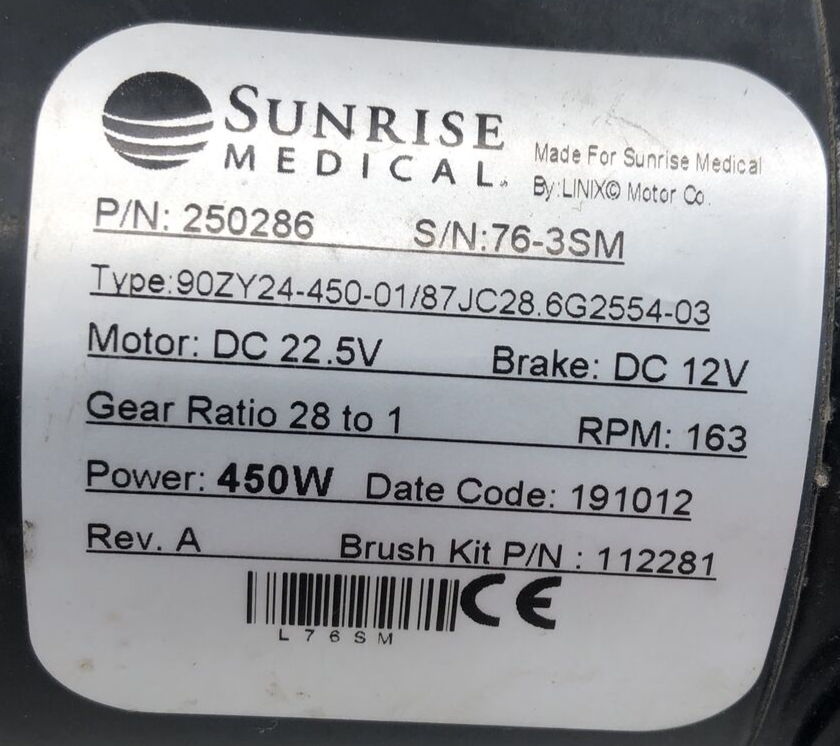 SUNRISE
MEDICAL®
Made For Sunrise Medical
By:LINIX© Motor Co.
P/N: 250286 S/N:76-3SM
Type:90ZY24-450-01/87JC28.6G2554-03
Motor: DC 22.5V Brake: DC 12V
Gear Ratio 28 to 1 RPM: 163
Power: 450W Date Code: 191012
Rev. A Brush Kit P/N : 112281
CE
L76SM